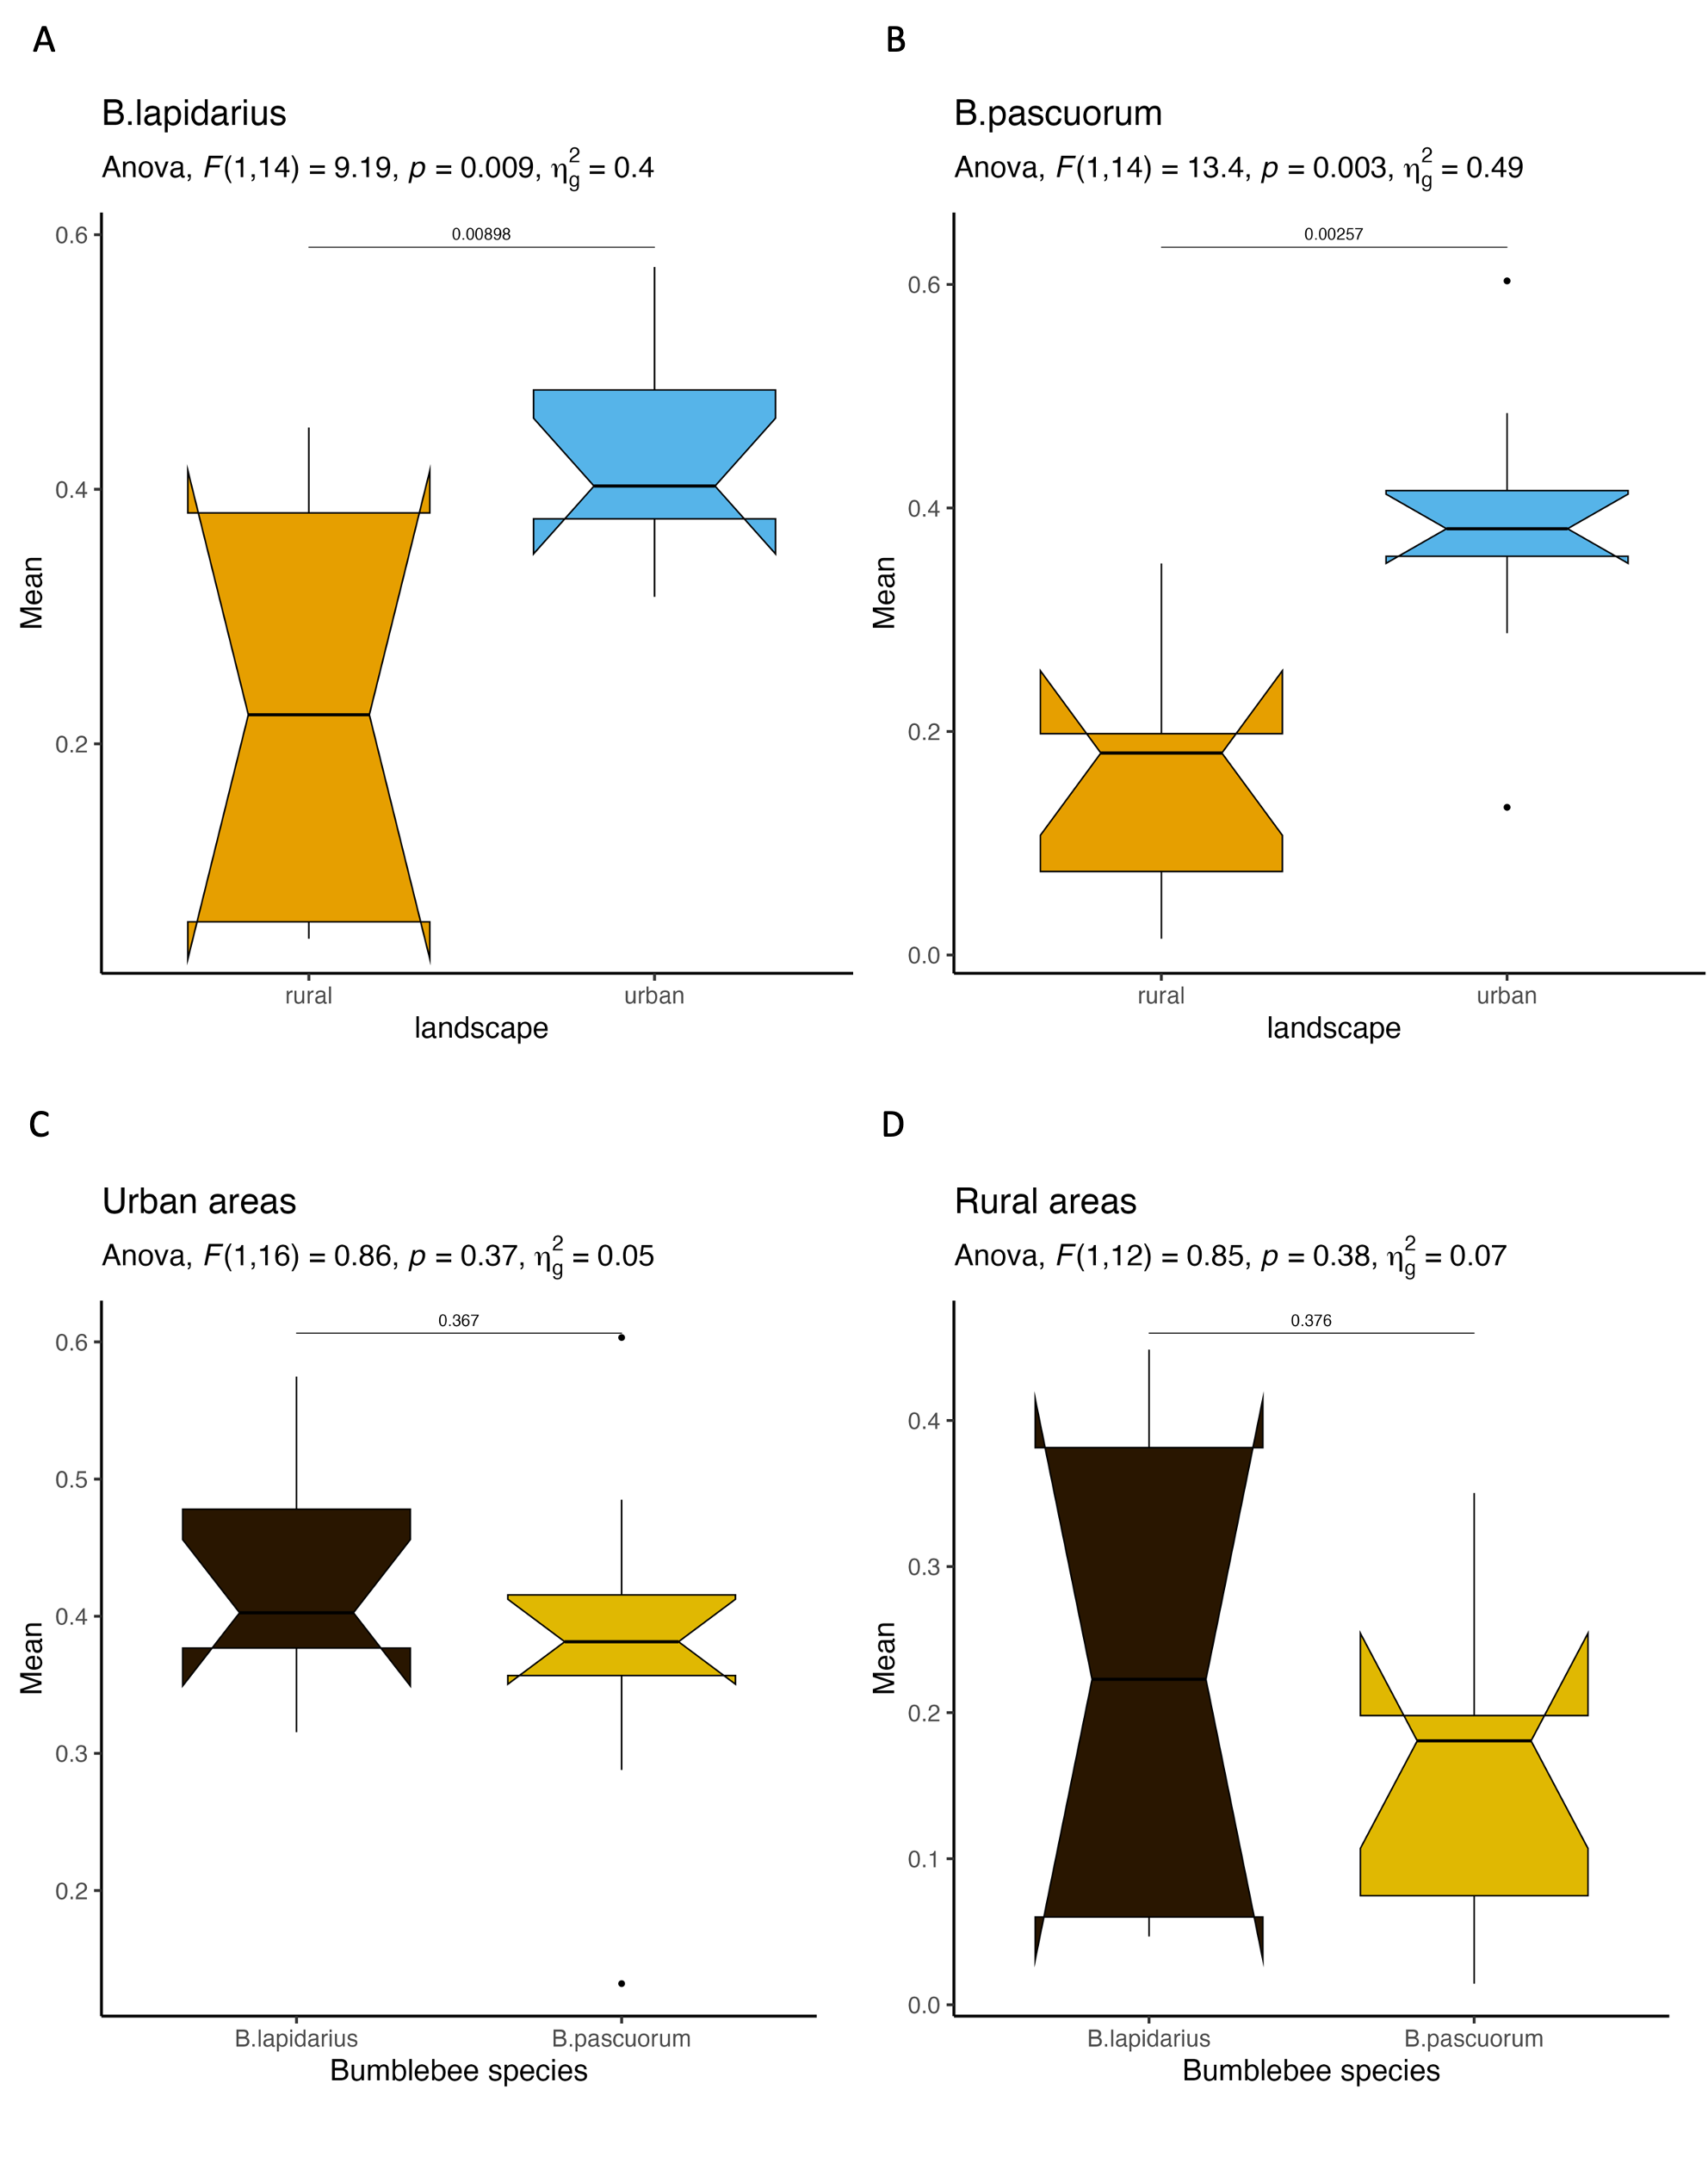 A
B.lapidarius
Anova, F(1,14) = 9.19, p = 0.009, η²g = 0.4
0.00898
0.6
0.4
0.2
Mean
rural urban
landscape
B
B.pascuorum
Anova, F(1,14) = 13.4, p = 0.003, η²g = 0.49
0.00257
0.6
0.4
0.2
0.0
Mean
rural urban
landscape
C
Urban areas
Anova, F(1,16) = 0.86, p = 0.37, η²g = 0.05
0.367
0.6
0.5
0.4
0.3
0.2
Mean
B.lapidarius B.pascuorum
Bumblebee species
D
Rural areas
Anova, F(1,12) = 0.85, p = 0.38, η²g = 0.07
0.376
0.4
0.3
0.2
0.1
0.0
Mean
B.lapidarius B.pascuorum
Bumblebee species